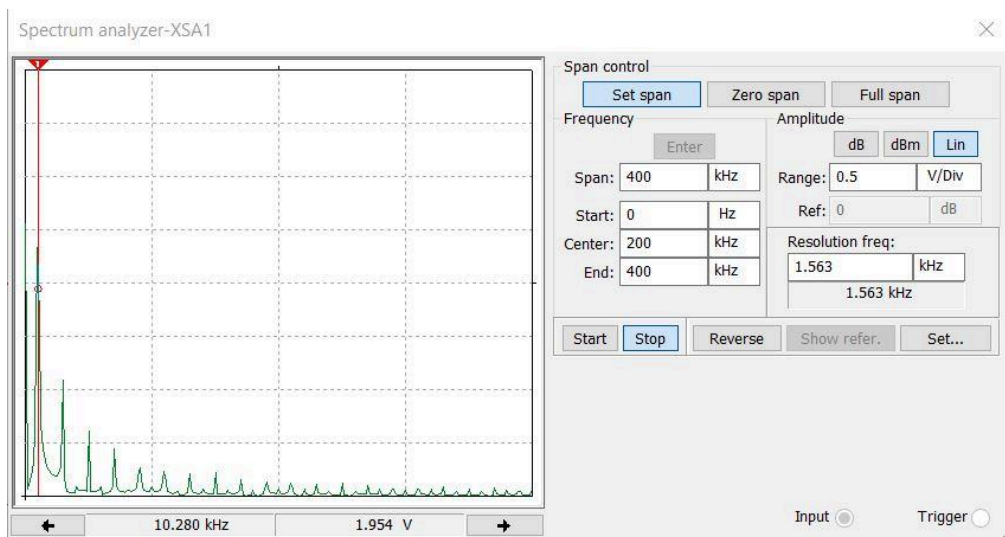 Spectrum analyzer-XSA1
1
Span control
Set span Zero span Full span
Frequency
Enter
Span: 400 kHz
Start: 0 Hz
Center: 200 kHz
End: 400 kHz
Amplitude
dB dBm Lin
Range: 0.5 V/Div
Ref: 0 dB
Resolution freq:
1.563 kHz
1.563 kHz
Start Stop Reverse Show refer. Set...
10.280 kHz 1.954 V
Input Trigger